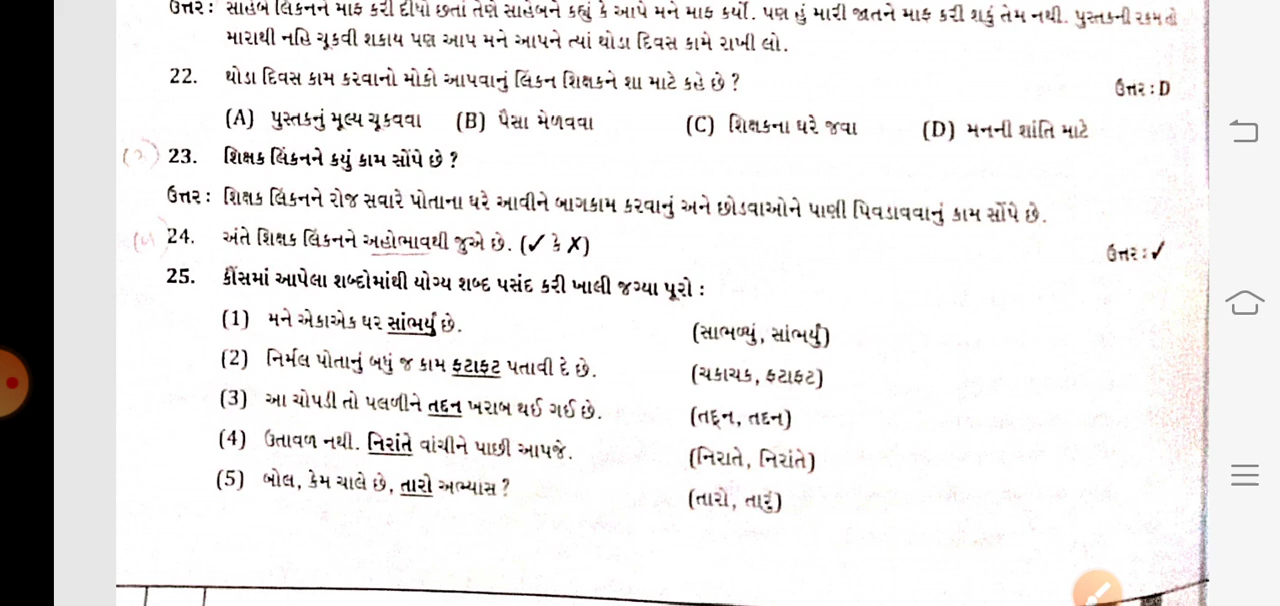 ઉત્તર : સાહેબે લિંકનને માફ કરી દીધો છતાં તેણે સાહેબને કહ્યું કે આપે મને માફ કર્યો. પણ હું મારી જાતને માફ કરી શકું તેમ નથી. પુસ્તકની રકમ તો
મારાથી નહિ ચૂકવી શકાય પણ આપ મને આપને ત્યાં થોડા દિવસ કામે રાખી લો.
22. થોડા દિવસ કામ કરવાનો મોકો આપવાનું લિંકન શિક્ષકને શા માટે કહે છે ? ઉત્તર : D
(A) પુસ્તકનું મૂલ્ય ચૂકવવા (B) પૈસા મેળવવા (C) શિક્ષકના ઘરે જવા (D) મનની શાંતિ માટે
23. શિક્ષક લિંકનને કયું કામ સોંપે છે ?
ઉત્તર : શિક્ષક લિંકનને રોજ સવારે પોતાના ઘરે આવીને બાગકામ કરવાનું અને છોડવાઓને પાણી પિવડાવવાનું કામ સોંપે છે.
24. અંતે શિક્ષક લિંકનને અહોભાવથી જુએ છે. (✓ કે ✗) ઉત્તર : ✓
25. કૌંસમાં આપેલા શબ્દોમાંથી યોગ્ય શબ્દ પસંદ કરી ખાલી જગ્યા પૂરો :
(1) મને એકાએક ઘર સાંભર્યું છે. (સાભળ્યું, સાંભર્યું)
(2) નિર્મલ પોતાનું બધું જ કામ ફટાફટ પતાવી દે છે. (ચકાચક, ફટાફટ)
(3) આ ચોપડી તો પલળીને તદ્દન ખરાબ થઈ ગઈ છે. (તદ્દન, તદન)
(4) ઉતાવળ નથી. નિરાંતે વાંચીને પાછી આપજે. (નિરાતે, નિરાંતે)
(5) બોલ, કેમ ચાલે છે, તારો અભ્યાસ ? (તારો, તારું)